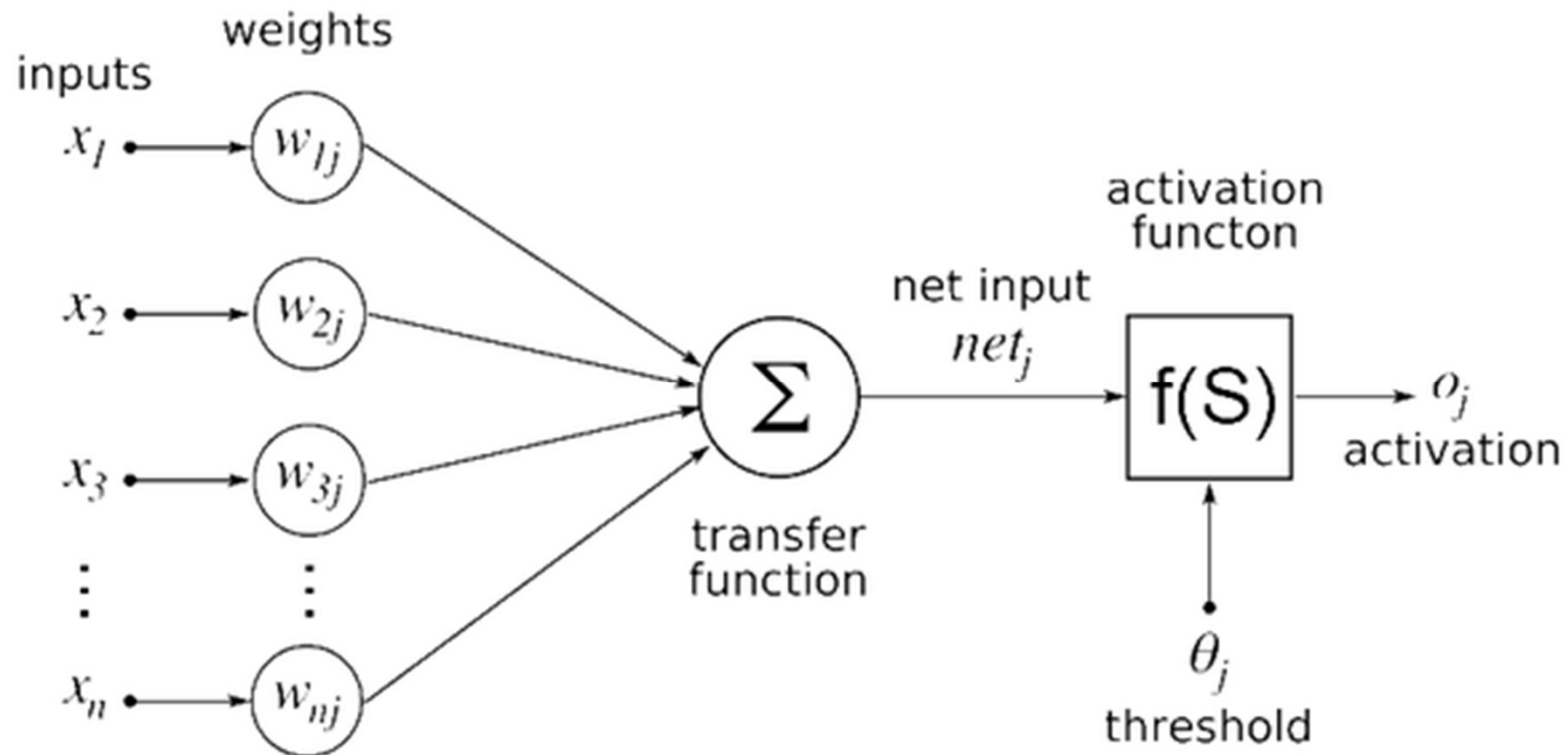 weights
inputs
x₁
w₁ⱼ
x₂
w₂ⱼ
x₃
w₃ⱼ
⋮
⋮
xₙ
wₙⱼ
Σ
transfer
function
net input
netⱼ
activation
functon
f(S)
oⱼ
activation
θⱼ
threshold